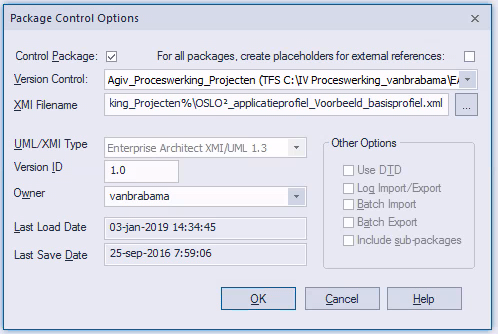 Package Control Options
Control Package: For all packages, create placeholders for external references:
Version Control: Agiv_Proceswerking_Projecten (TFS C:\IV Proceswerking_vanbrabama\EA
XMI Filename king_Projecten%\OSLO²_applicatieprofiel_Voorbeeld_basisprofiel.xml ...
UML/XMI Type Enterprise Architect XMI/UML 1.3
Version ID 1.0
Owner vanbrabama
Last Load Date 03-jan-2019 14:34:45
Last Save Date 25-sep-2016 7:59:06
Other Options
Use DTD
Log Import/Export
Batch Import
Batch Export
Include sub-packages
OK Cancel Help